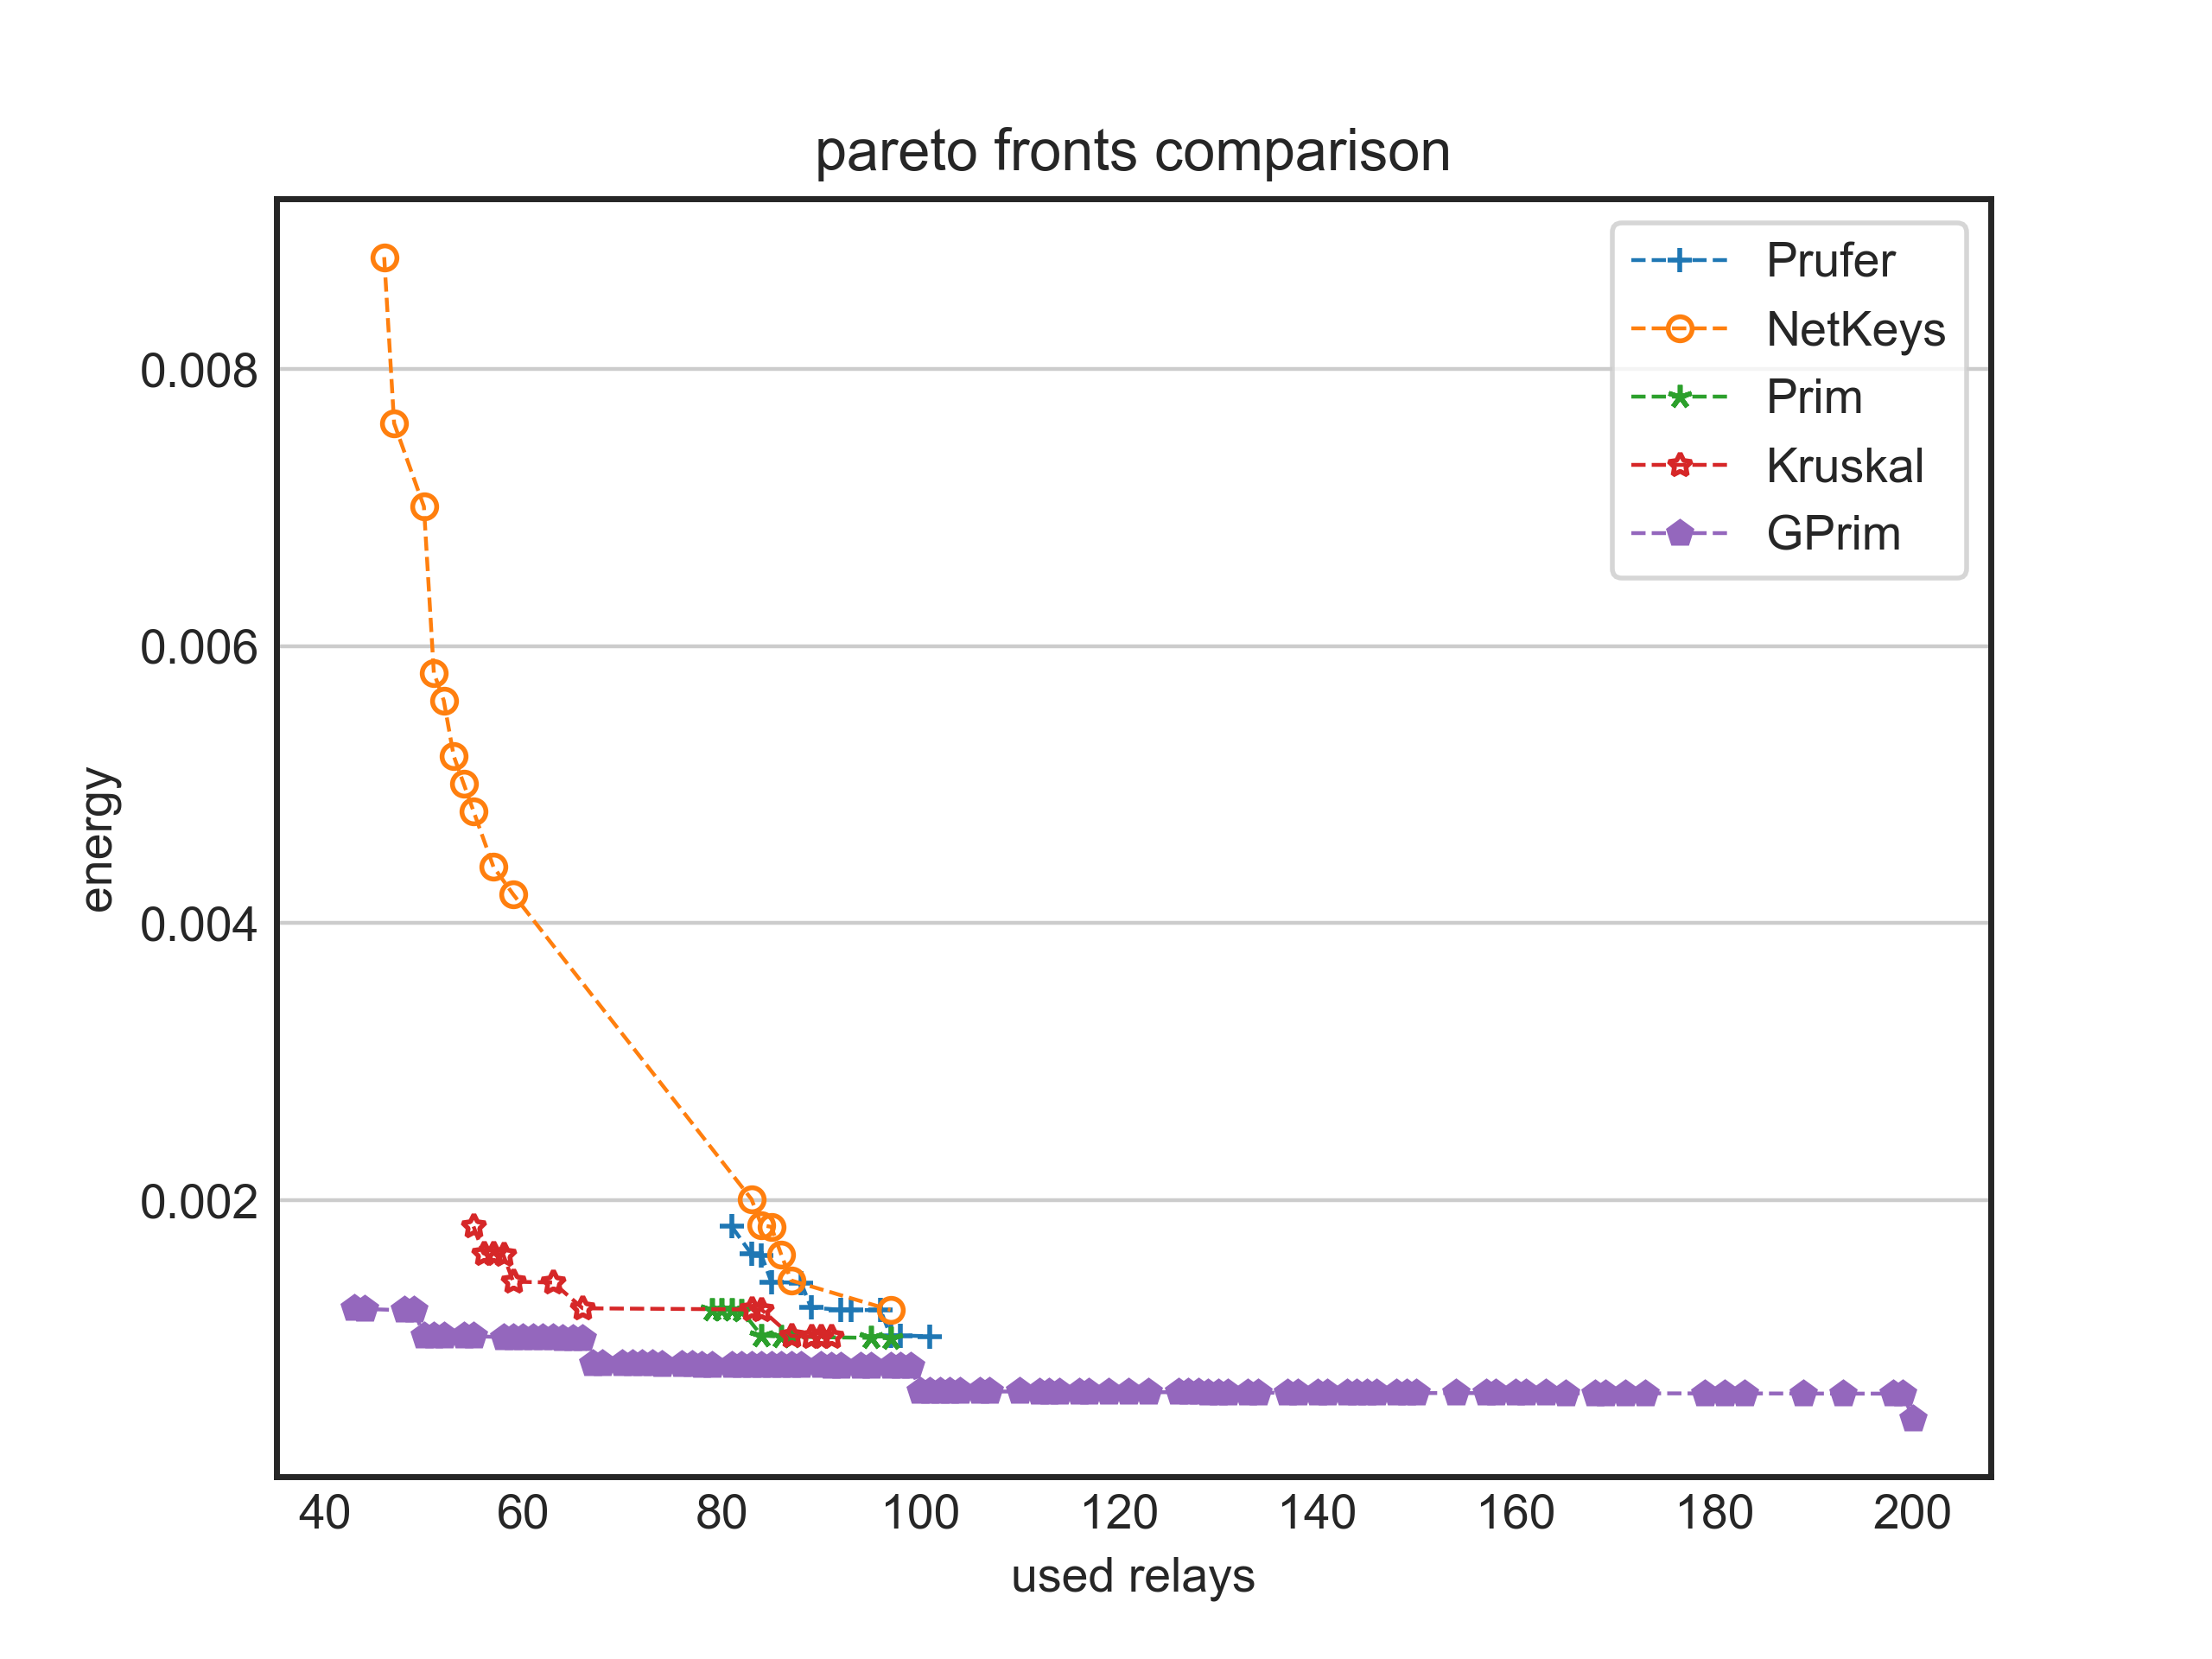 pareto fronts comparison
Prufer
NetKeys
Prim
Kruskal
GPrim
0.008
0.006
0.004
0.002
energy
40 60 80 100 120 140 160 180 200
used relays